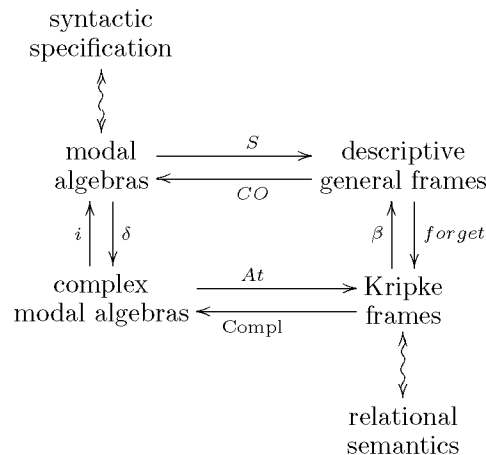 syntactic
specification
modal
algebras
S
CO
descriptive
general frames
i
δ
β
forget
complex
modal algebras
At
Compl
Kripke
frames
relational
semantics